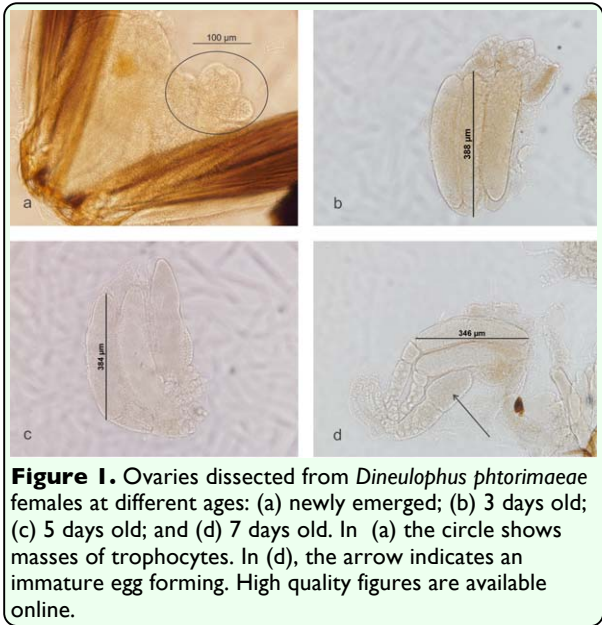 100 µm
a
388 µm
b
384 µm
c
346 µm
d
Figure 1. Ovaries dissected from Dineulophus phtorimaeae
females at different ages: (a) newly emerged; (b) 3 days old;
(c) 5 days old; and (d) 7 days old. In (a) the circle shows
masses of trophocytes. In (d), the arrow indicates an
immature egg forming. High quality figures are available
online.